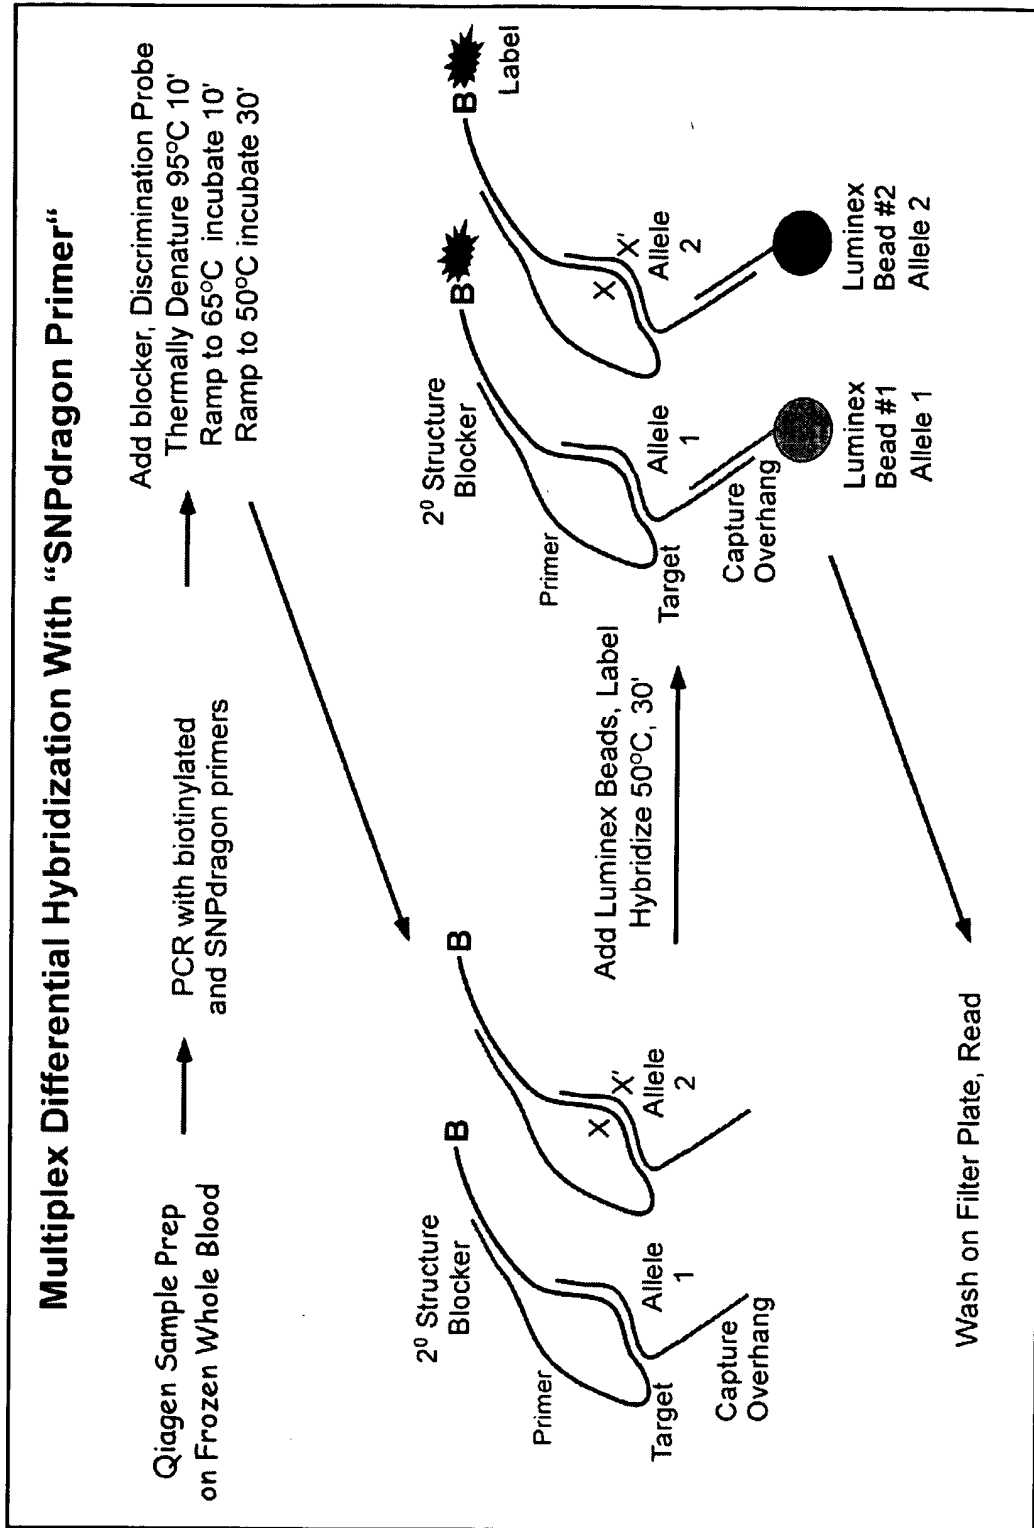 Multiplex Differential Hybridization With “SNPdragon Primer“
Qiagen Sample Prep
on Frozen Whole Blood
PCR with biotinylated
and SNPdragon primers
Add blocker, Discrimination Probe
Thermally Denature 95ºC 10'
Ramp to 65ºC incubate 10'
Ramp to 50ºC incubate 30'
2⁰ Structure
Blocker
B
Primer
Target
Allele
1
Capture
Overhang
B
X
X'
Allele
2
Add Luminex Beads, Label
Hybridize 50ºC, 30'
2⁰ Structure
Blocker
B
Primer
Target
Allele
1
Capture
Overhang
Luminex
Bead #1
Allele 1
B
Label
X
X'
Allele
2
Luminex
Bead #2
Allele 2
Wash on Filter Plate, Read